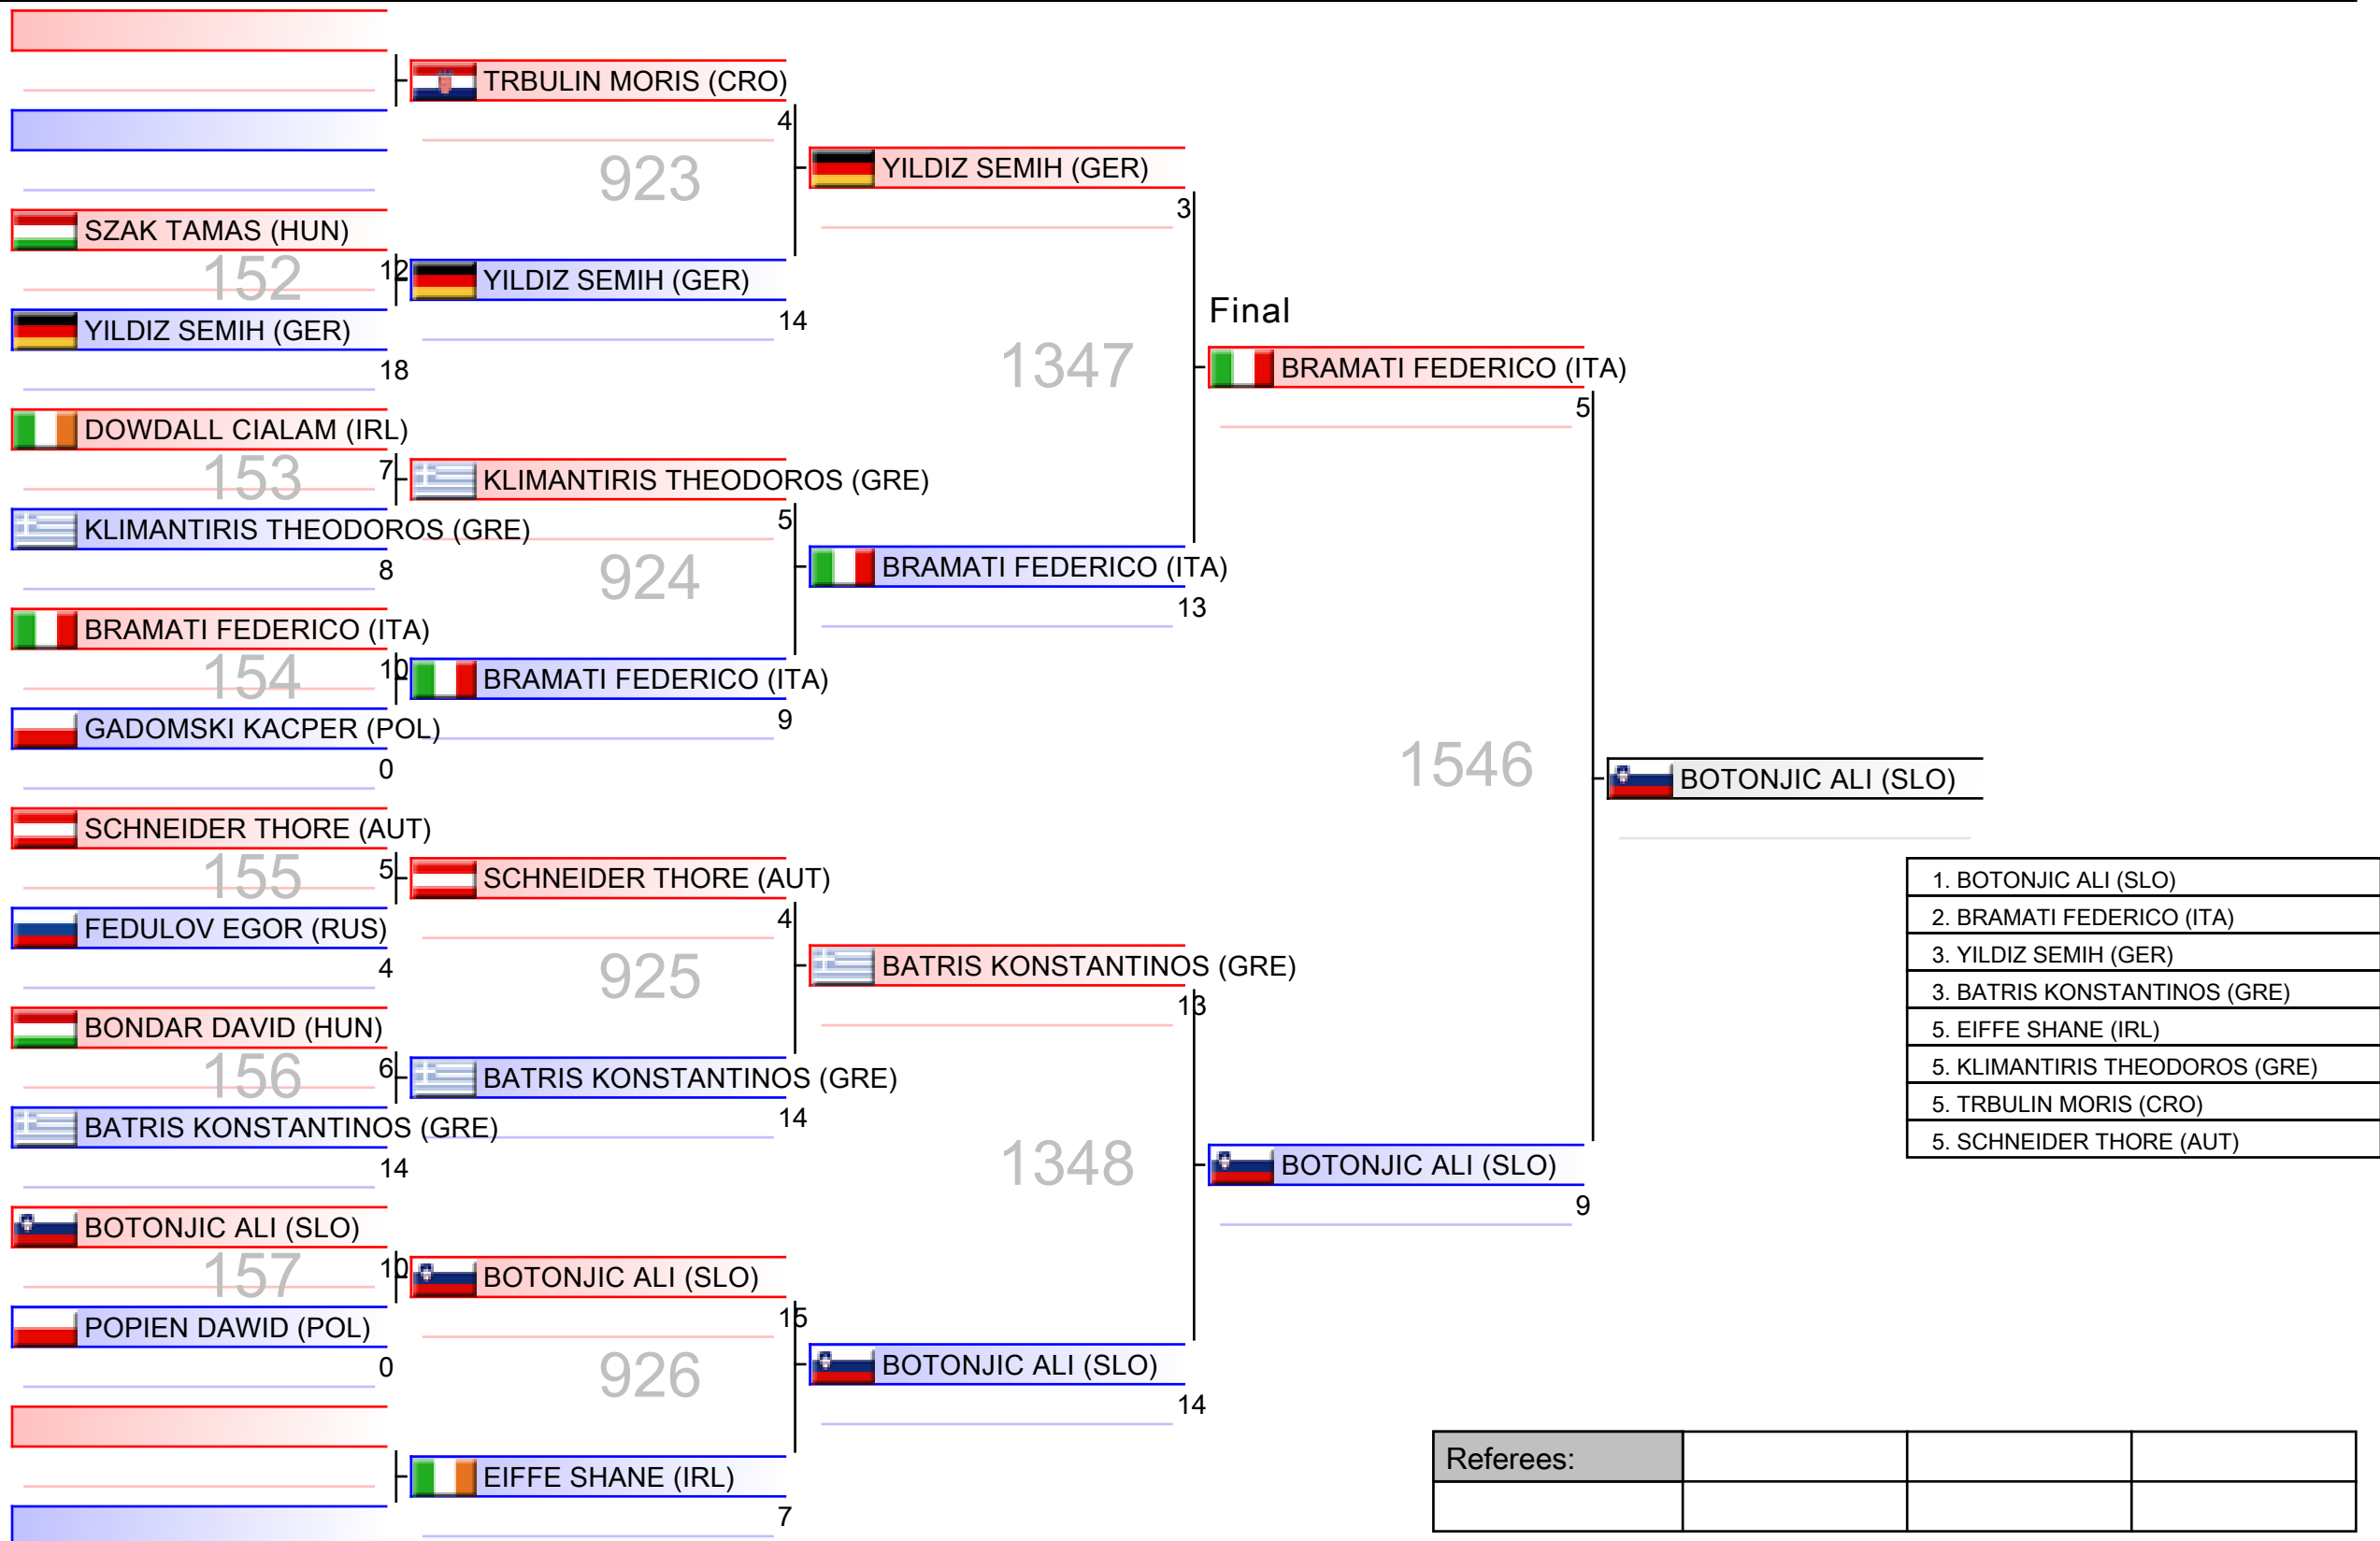 TRBULIN MORIS (CRO)
4
923
YILDIZ SEMIH (GER)
3
SZAK TAMAS (HUN)
12
152
YILDIZ SEMIH (GER)
14
YILDIZ SEMIH (GER)
18
Final
1347
BRAMATI FEDERICO (ITA)
5
DOWDALL CIALAM (IRL)
7
153
KLIMANTIRIS THEODOROS (GRE)
5
KLIMANTIRIS THEODOROS (GRE)
8
924
BRAMATI FEDERICO (ITA)
13
BRAMATI FEDERICO (ITA)
10
154
BRAMATI FEDERICO (ITA)
9
GADOMSKI KACPER (POL)
0
1546
BOTONJIC ALI (SLO)
SCHNEIDER THORE (AUT)
5
155
SCHNEIDER THORE (AUT)
4
FEDULOV EGOR (RUS)
4
925
BATRIS KONSTANTINOS (GRE)
13
BONDAR DAVID (HUN)
6
156
BATRIS KONSTANTINOS (GRE)
14
BATRIS KONSTANTINOS (GRE)
14
1348
BOTONJIC ALI (SLO)
9
BOTONJIC ALI (SLO)
10
157
BOTONJIC ALI (SLO)
15
POPIEN DAWID (POL)
0
926
BOTONJIC ALI (SLO)
14
EIFFE SHANE (IRL)
7
1. BOTONJIC ALI (SLO)
2. BRAMATI FEDERICO (ITA)
3. YILDIZ SEMIH (GER)
3. BATRIS KONSTANTINOS (GRE)
5. EIFFE SHANE (IRL)
5. KLIMANTIRIS THEODOROS (GRE)
5. TRBULIN MORIS (CRO)
5. SCHNEIDER THORE (AUT)
Referees: